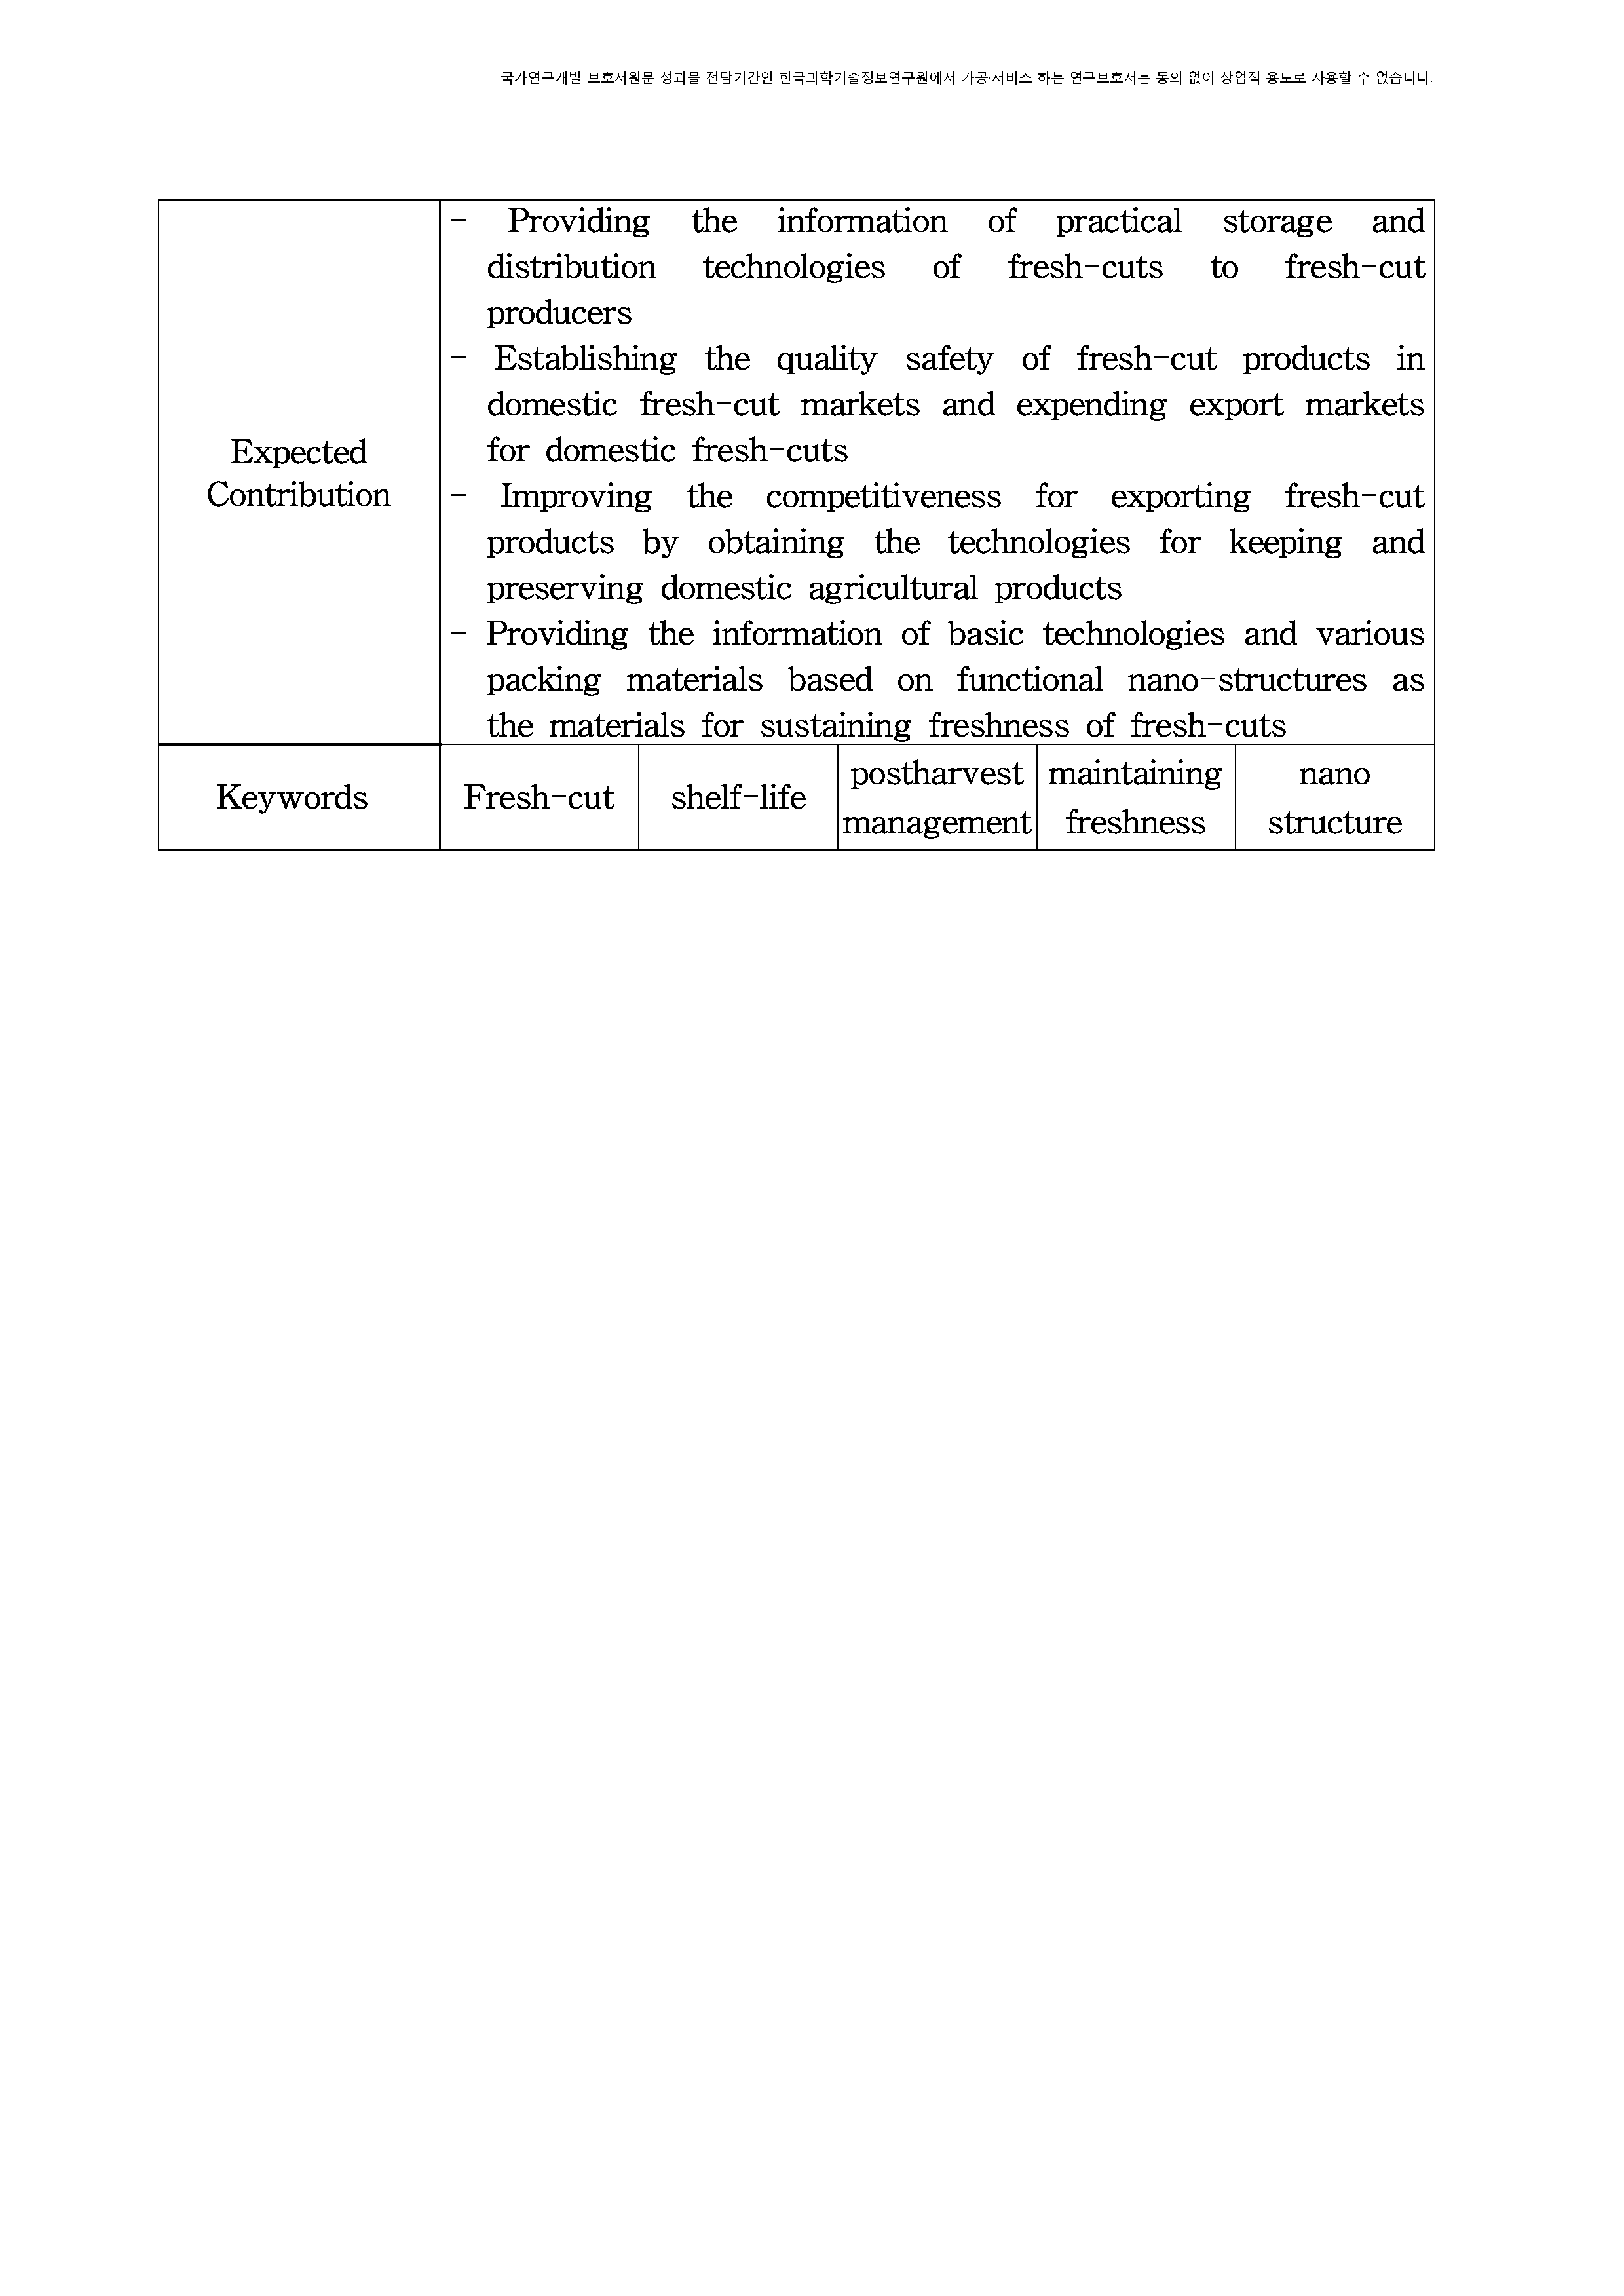 국가연구개발 보호서원문 성과물 전담기간인 한국과학기술정보연구원에서 가공·서비스 하는 연구보호서는 동의 없이 상업적 용도로 사용할 수 없습니다.
Expected
Contribution
- Providing the information of practical storage and
distribution technologies of fresh-cuts to fresh-cut
producers
- Establishing the quality safety of fresh-cut products in
domestic fresh-cut markets and expending export markets
for domestic fresh-cuts
- Improving the competitiveness for exporting fresh-cut
products by obtaining the technologies for keeping and
preserving domestic agricultural products
- Providing the information of basic technologies and various
packing materials based on functional nano-structures as
the materials for sustaining freshness of fresh-cuts
Keywords
Fresh-cut
shelf-life
postharvest
management
maintaining
freshness
nano
structure